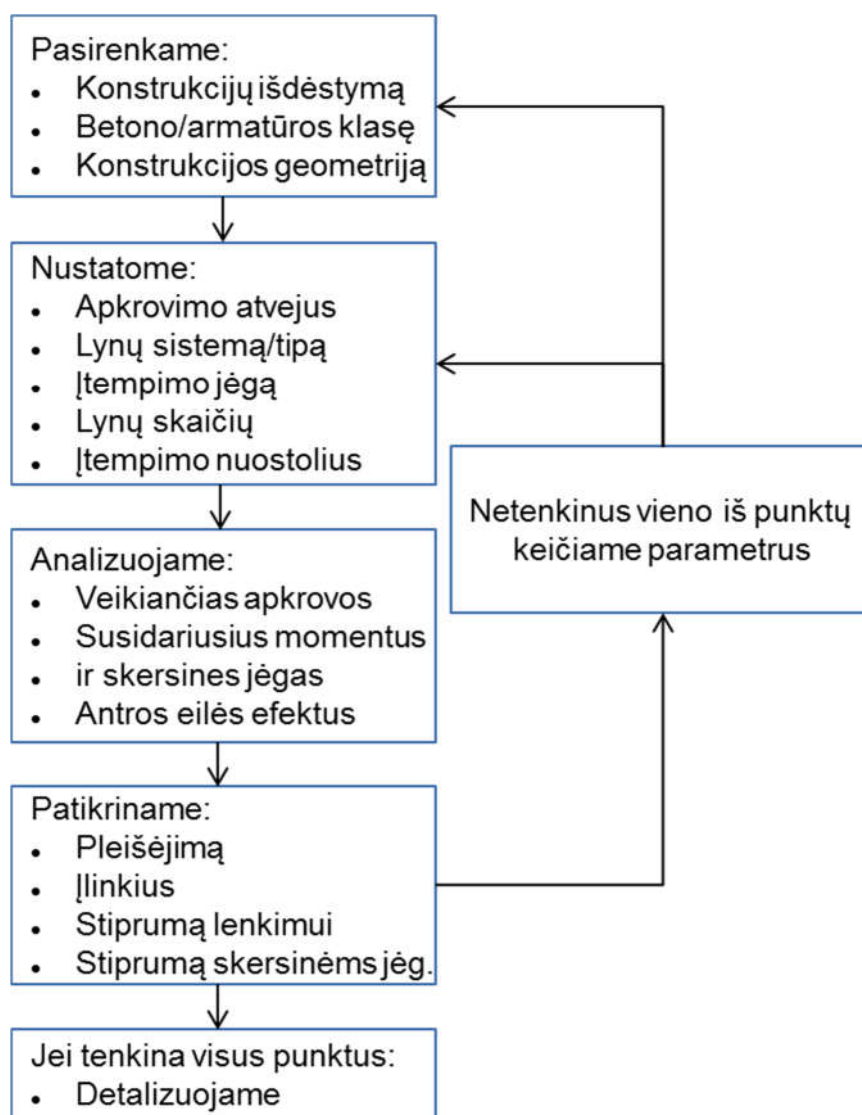 Pasirenkame:
• Konstrukcijų išdėstymą
• Betono/armatūros klasę
• Konstrukcijos geometriją
Nustatome:
• Apkrovimo atvejus
• Lynų sistemą/tipą
• Įtempimo jėgą
• Lynų skaičių
• Įtempimo nuostolius
Netenkinus vieno iš punktų
keičiame parametrus
Analizuojame:
• Veikiančias apkrovos
• Susidariusius momentus
• ir skersines jėgas
• Antros eilės efektus
Patikriname:
• Pleišėjimą
• Įlinkius
• Stiprumą lenkimui
• Stiprumą skersinėms jėg.
Jei tenkina visus punktus:
• Detalizuojame